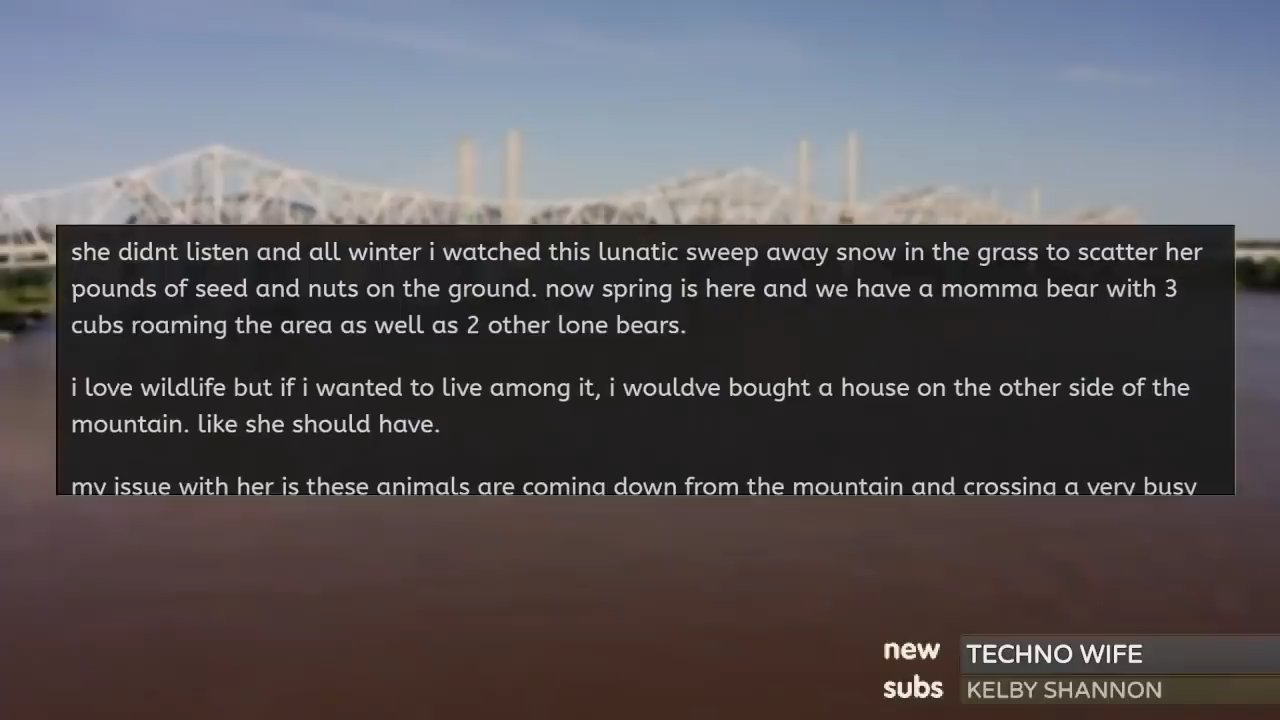 she didnt listen and all winter i watched this lunatic sweep away snow in the grass to scatter her
pounds of seed and nuts on the ground. now spring is here and we have a momma bear with 3
cubs roaming the area as well as 2 other lone bears.
i love wildlife but if i wanted to live among it, i wouldve bought a house on the other side of the
mountain. like she should have.
my issue with her is these animals are coming down from the mountain and crossing a very busy
new TECHNO WIFE
subs KELBY SHANNON